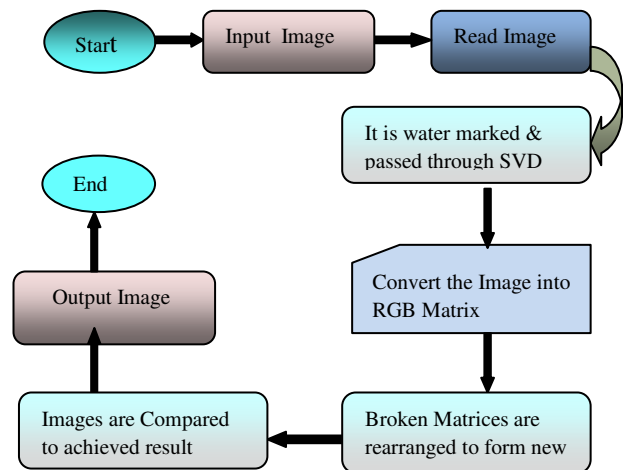 Start
Input Image
Read Image
It is water marked &
passed through SVD
Convert the Image into
RGB Matrix
Broken Matrices are
rearranged to form new
Images are Compared
to achieved result
Output Image
End